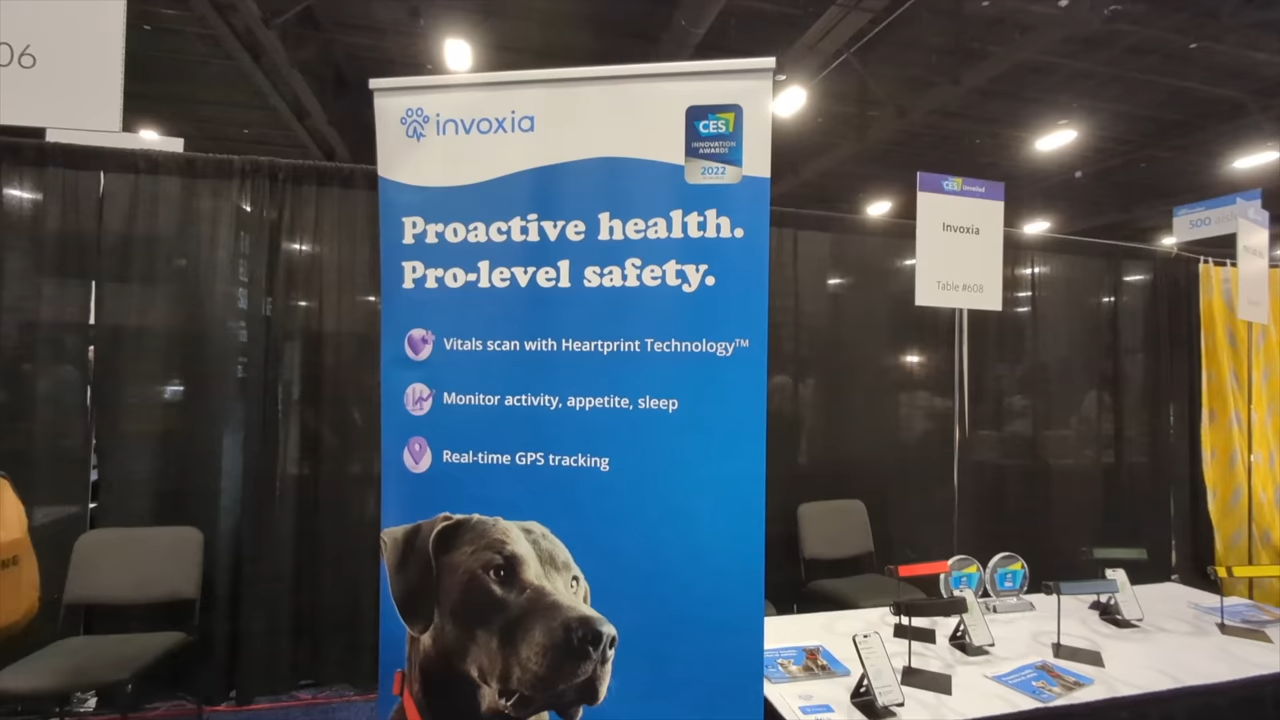 06
invoxia
CES
INNOVATION
AWARDS
2022
Proactive health.
Pro-level safety.
Vitals scan with Heartprint Technology™
Monitor activity, appetite, sleep
Real-time GPS tracking
CES Unveiled
Invoxia
Table #608
500 aisle